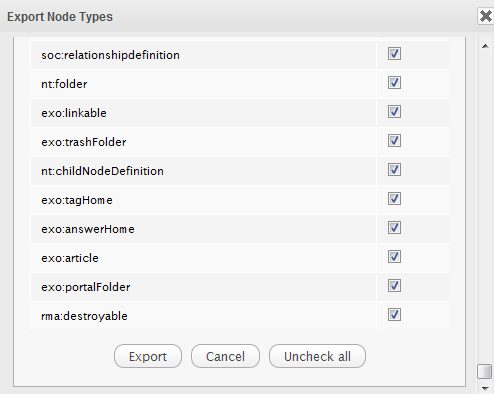 Export Node Types
soc:relationshipdefinition
nt:folder
exo:linkable
exo:trashFolder
nt:childNodeDefinition
exo:tagHome
exo:answerHome
exo:article
exo:portalFolder
rma:destroyable
Export Cancel Uncheck all